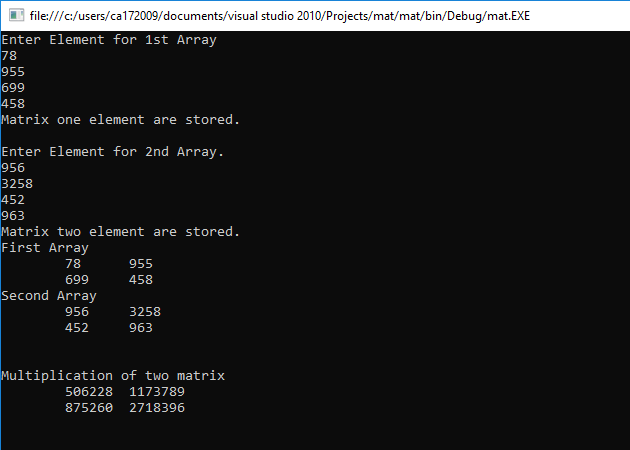 file:///c:/users/ca172009/documents/visual studio 2010/Projects/mat/mat/bin/Debug/mat.EXE
Enter Element for 1st Array
78
955
699
458
Matrix one element are stored.
Enter Element for 2nd Array.
956
3258
452
963
Matrix two element are stored.
First Array
78 955
699 458
Second Array
956 3258
452 963
Multiplication of two matrix
506228 1173789
875260 2718396